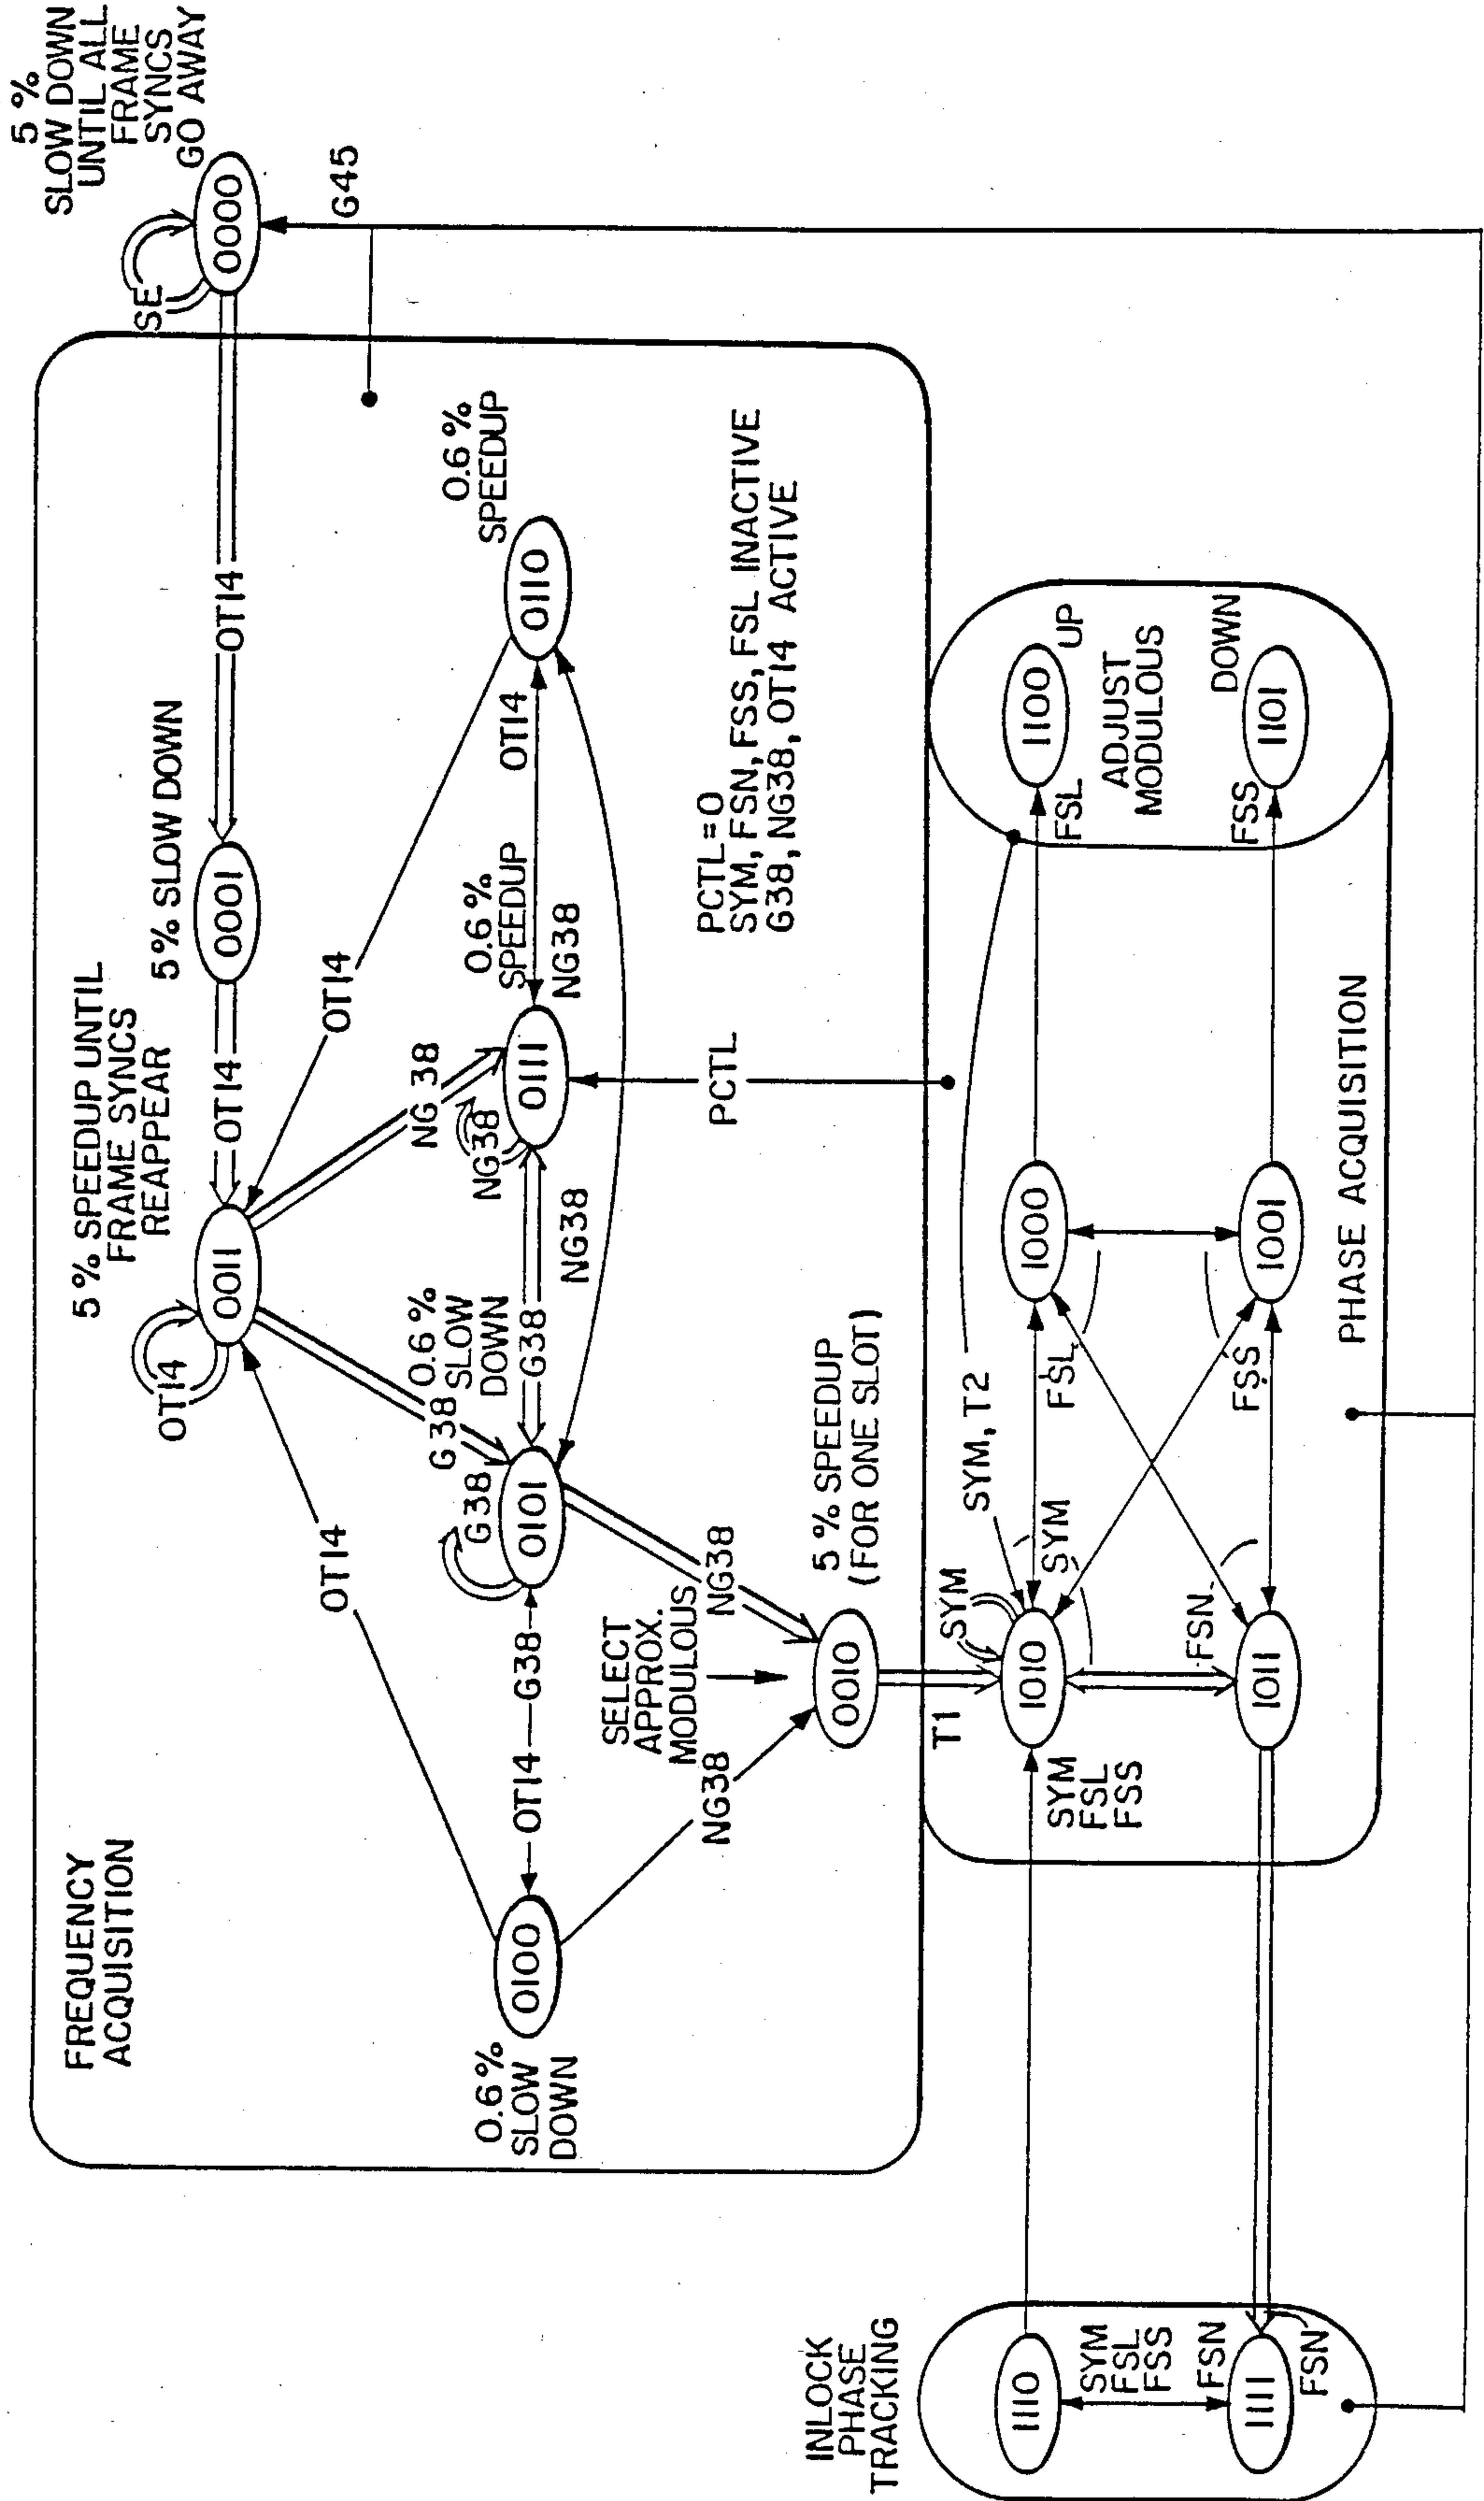 5 %
SLOW DOWN
UNTIL ALL
FRAME
SYNCS
GO AWAY
SE
0000
G45
5 % SPEEDUP UNTIL
FRAME SYNCS
REAPPEAR
5 % SLOW DOWN
OT14
0011
OT14
0001
OT14
FREQUENCY
ACQUISITION
OT14
OT14
G38
NG 38
0.6 %
SLOW
DOWN
0100
OT14
G38
G38
0101
0.6 %
SLOW
DOWN
G38
NG38
NG38
0111
0.6 %
SPEEDUP
NG38
OT14
0110
0.6 %
SPEEDUP
NG38
SELECT
APPROX.
MODULOUS
NG38
0010
5 % SPEEDUP
(FOR ONE SLOT)
PCTL
PCTL=0
SYM, FSN, FSS, FSL INACTIVE
G38, NG38, OT14 ACTIVE
INLOCK
PHASE
TRACKING
1110
SYM
FSL
FSS
FSN
1111
FSN
T1
SYM
SYM, T2
SYM
FSL
FSS
1010
SYM
FSL
1000
FSL
1100
UP
ADJUST
MODULOUS
FSN
1011
FSS
1001
FSS
1101
DOWN
PHASE ACQUISITION